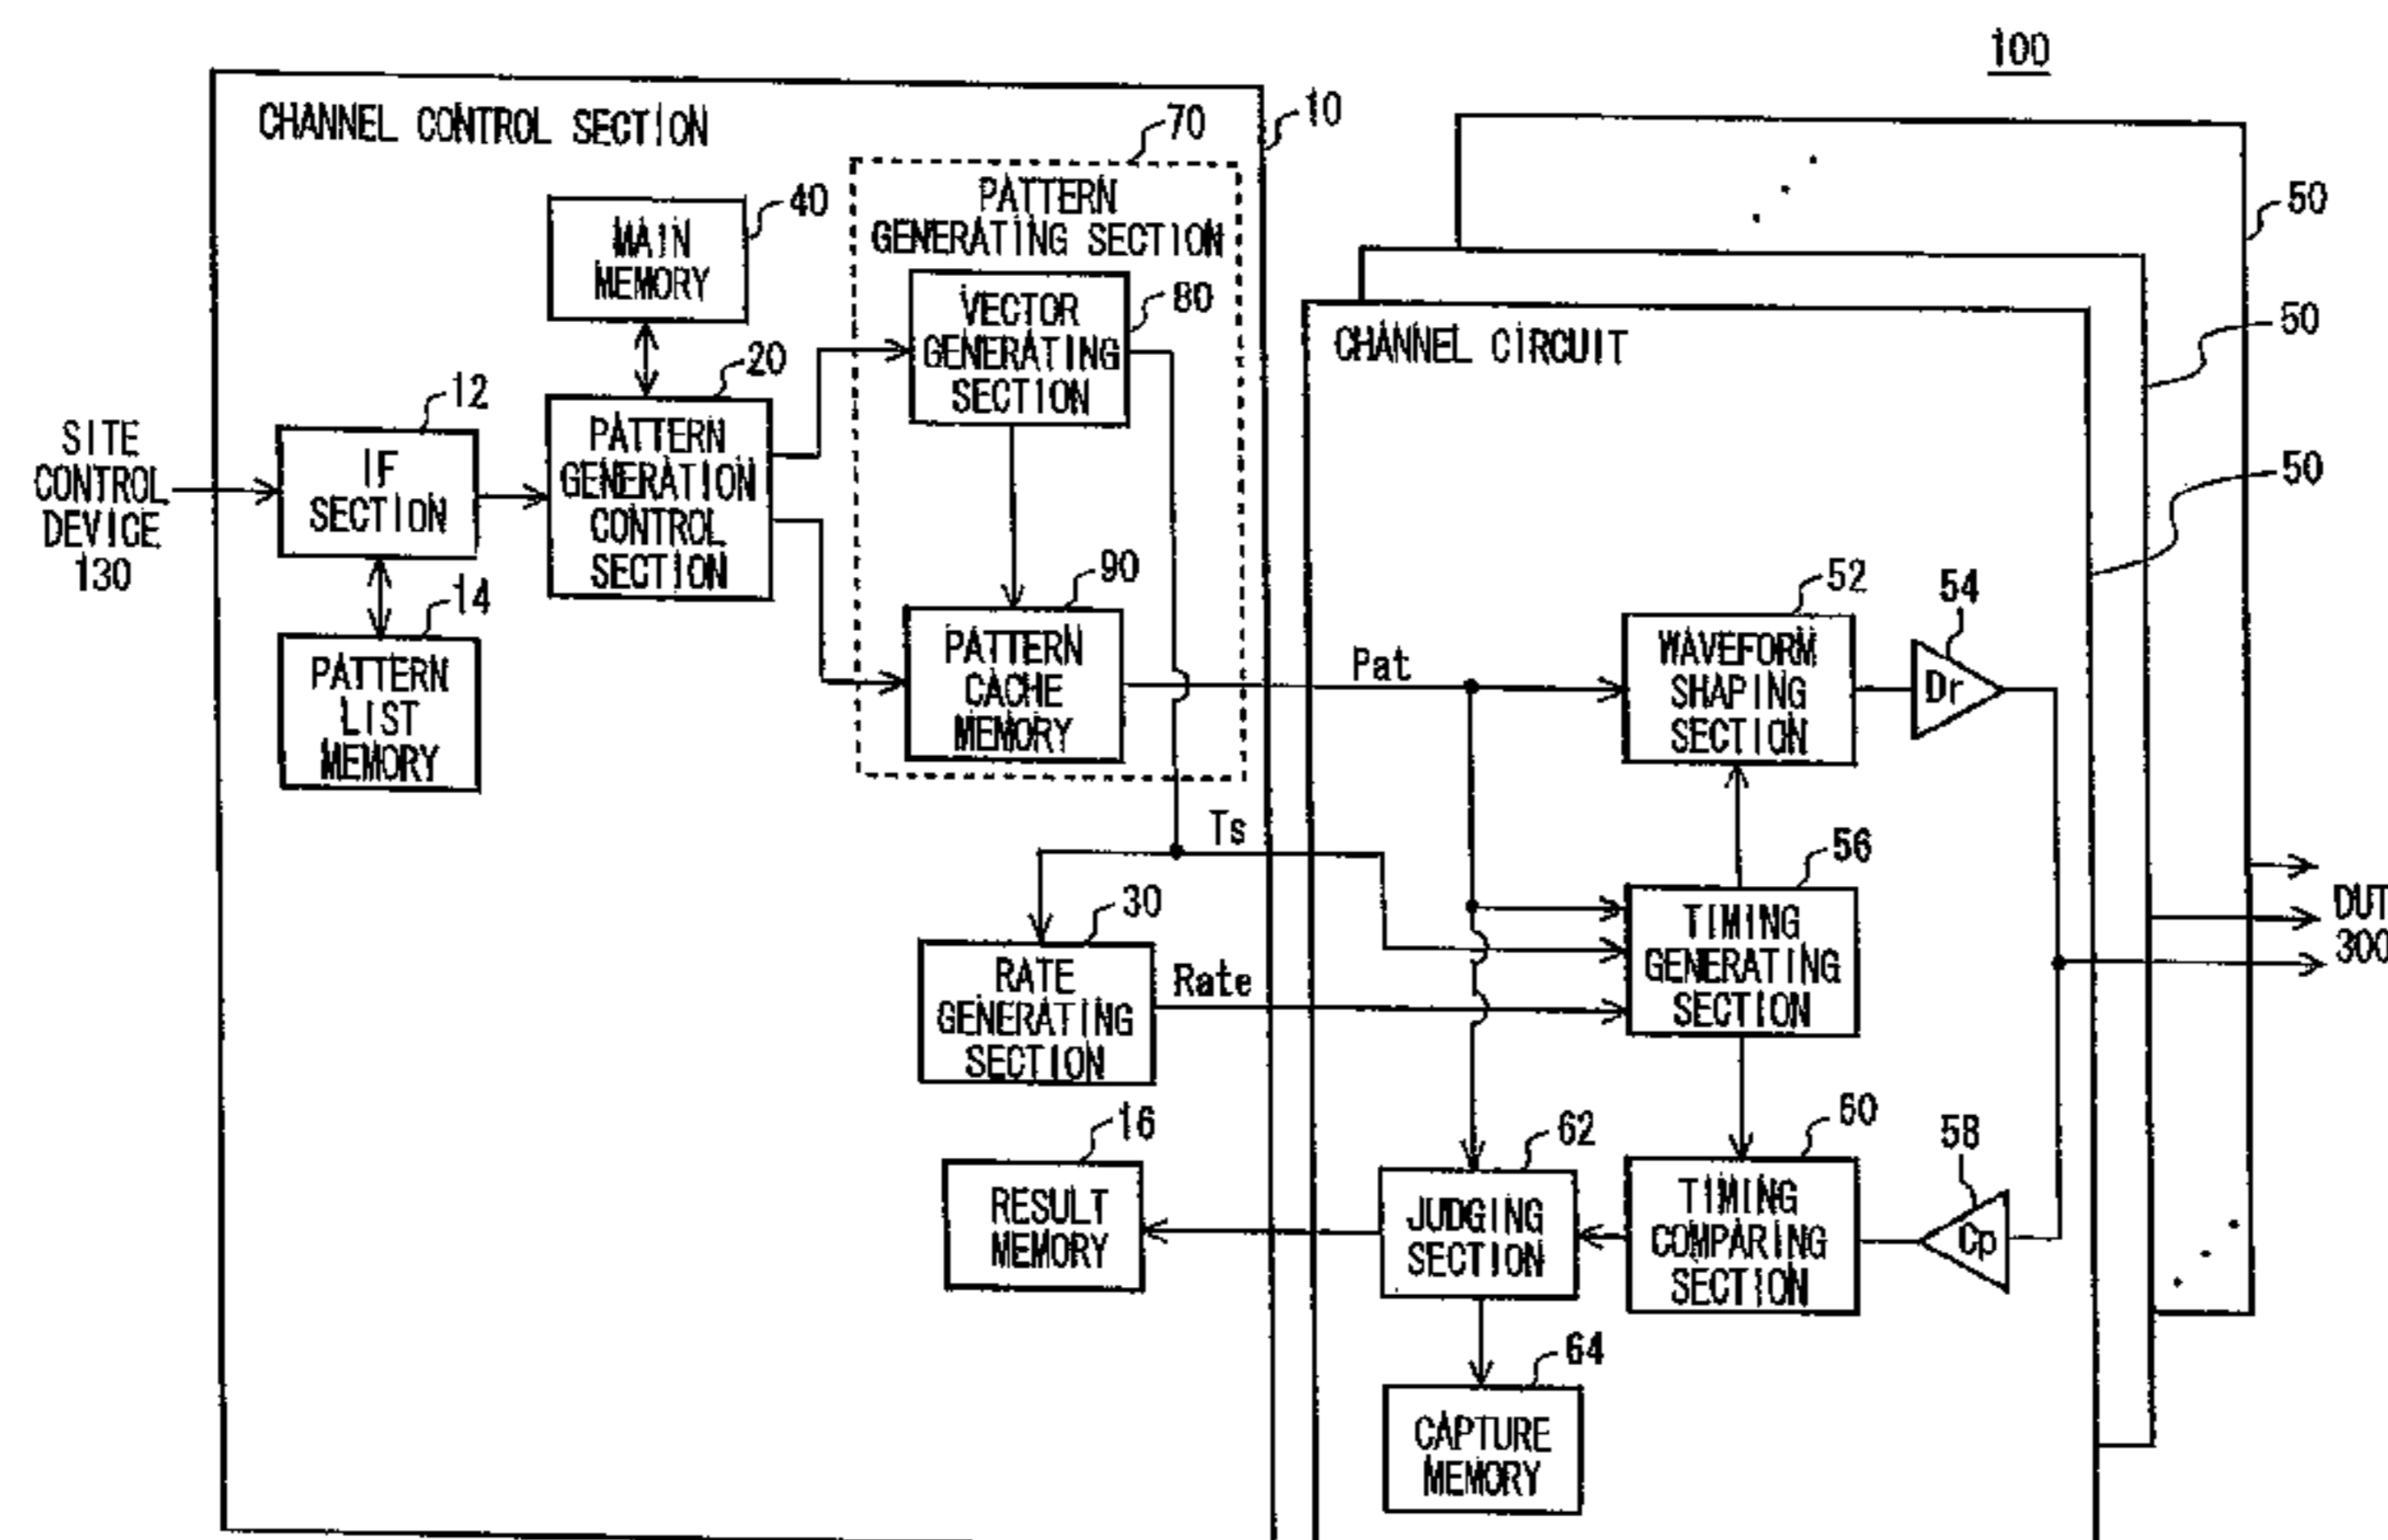 100
CHANNEL CONTROL SECTION
10
70
PATTERN
GENERATING SECTION
40
MAIN
MEMORY
80
VECTOR
GENERATING
SECTION
50
50
50
CHANNEL CIRCUIT
20
PATTERN
GENERATION
CONTROL
SECTION
12
IF
SECTION
SITE
CONTROL
DEVICE
130
14
PATTERN
LIST
MEMORY
90
PATTERN
CACHE
MEMORY
Pat
52
WAVEFORM
SHAPING
SECTION
54
Dr
Ts
56
TIMING
GENERATING
SECTION
30
RATE
GENERATING
SECTION
Rate
DUT
300
16
RESULT
MEMORY
62
JUDGING
SECTION
60
TIMING
COMPARING
SECTION
58
Cp
64
CAPTURE
MEMORY